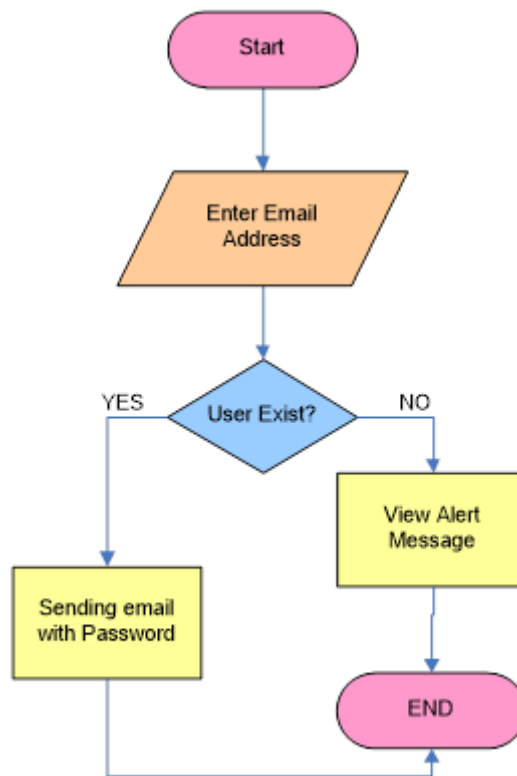 Start
Enter Email
Address
User Exist?
YES
NO
View Alert
Message
Sending email
with Password
END